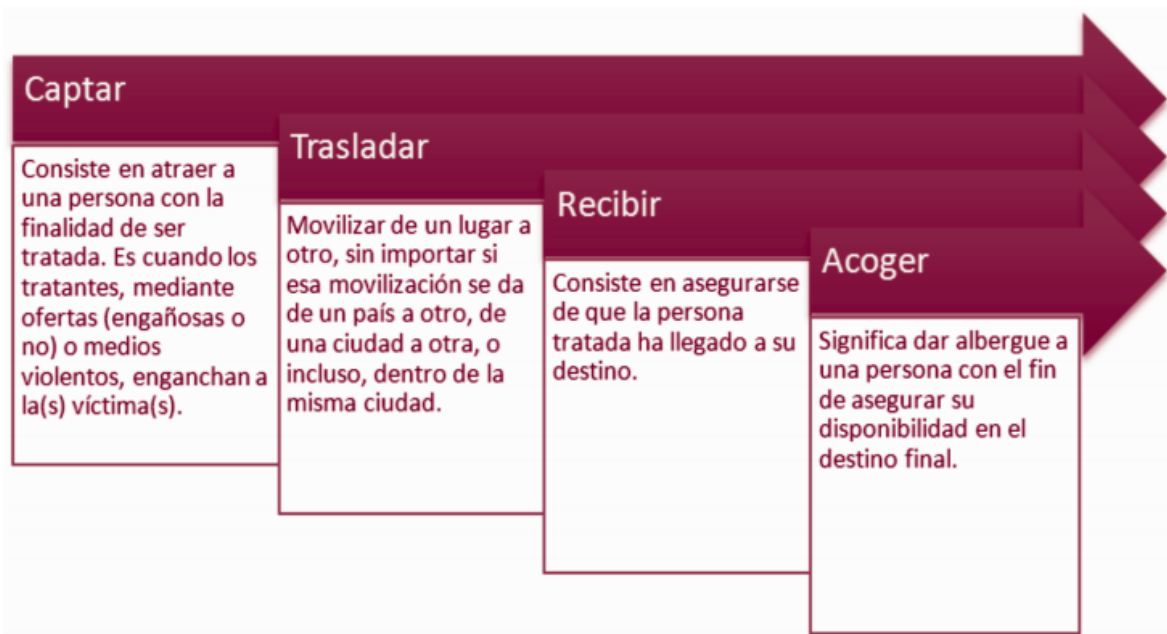 Captar
Consiste en atraer a
una persona con la
finalidad de ser
tratada. Es cuando los
tratantes, mediante
ofertas (engañosas o
no) o medios
violentos, enganchan a
la(s) víctima(s).
Trasladar
Movilizar de un lugar a
otro, sin importar si
esa movilización se da
de un país a otro, de
una ciudad a otra, o
incluso, dentro de la
misma ciudad.
Recibir
Consiste en asegurarse
de que la persona
tratada ha llegado a su
destino.
Acoger
Significa dar albergue a
una persona con el fin
de asegurar su
disponibilidad en el
destino final.